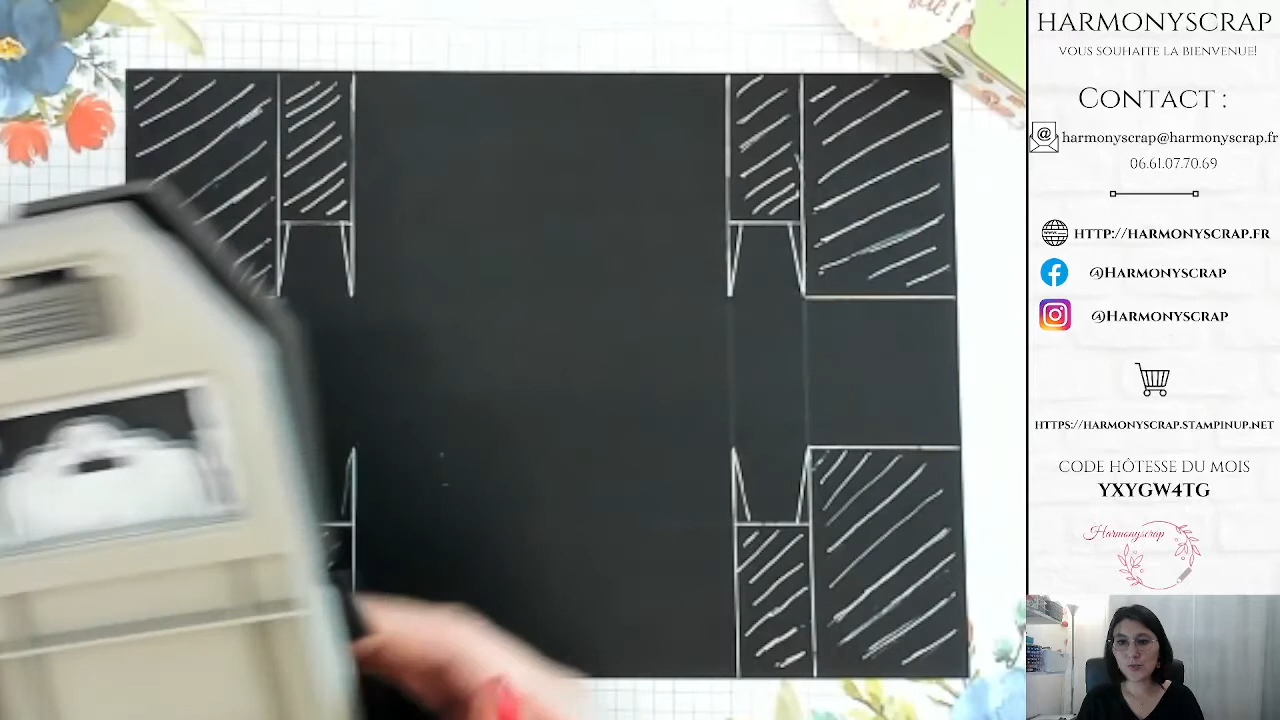 HARMONYSCRAP
VOUS SOUHAITE LA BIENVENUE!
CONTACT :
@ harmonyscrap@harmonyscrap.fr
06.61.07.70.69
www. HTTP://HARMONYSCRAP.FR
@HARMONYSCRAP
@HARMONYSCRAP
HTTPS://HARMONYSCRAP.STAMPINUP.NET
CODE HÔTESSE DU MOIS
YXYGW4TG
Harmonyscrap